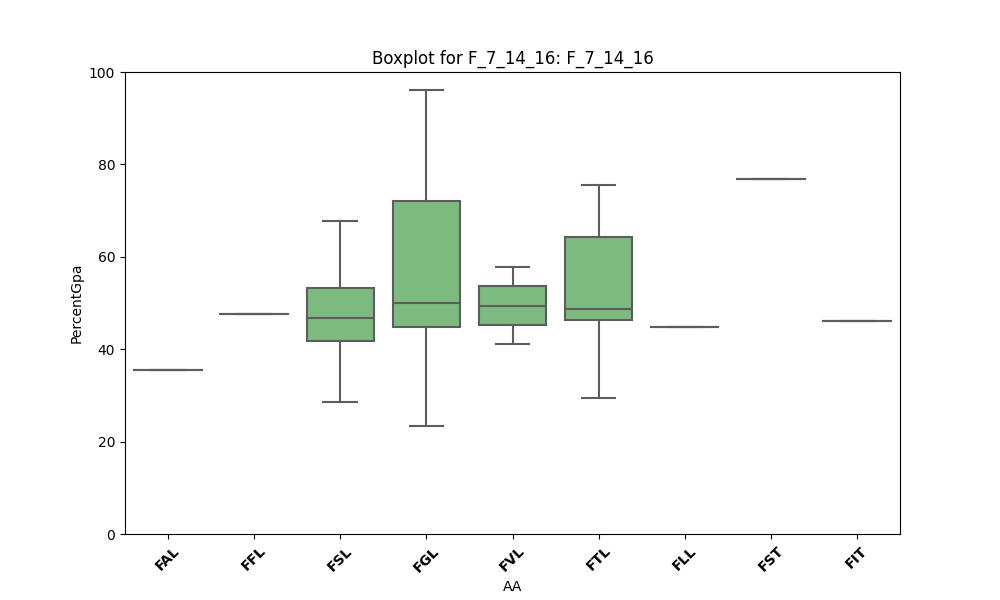 Boxplot for F_7_14_16: F_7_14_16
100
80
60
40
20
0
PercentGpa
FAL
FFL
FSL
FGL
FVL
FTL
FLL
FST
FIT
AA